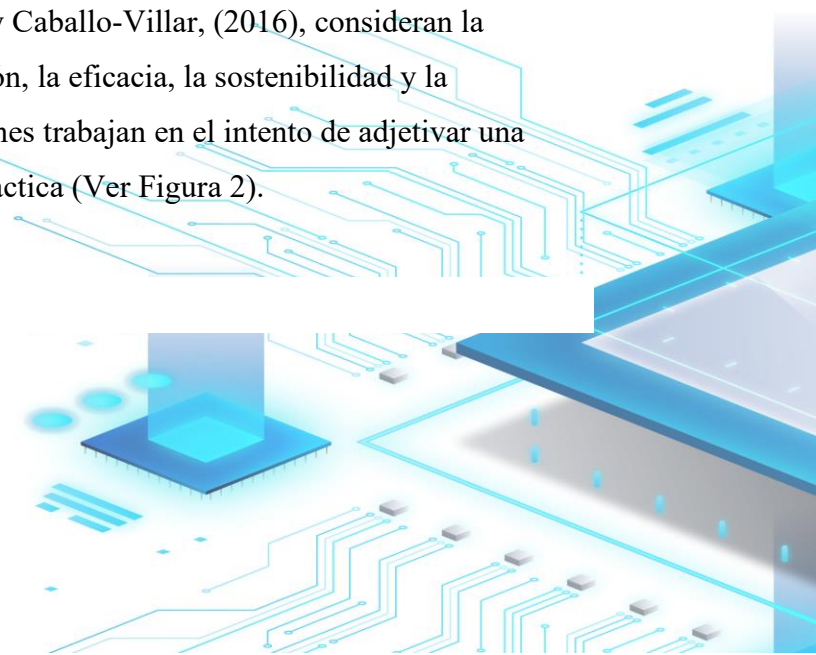 y Caballo-Villar, (2016), consideran la
ón, la eficacia, la sostenibilidad y la
nes trabajan en el intento de adjetivar una
áctica (Ver Figura 2).